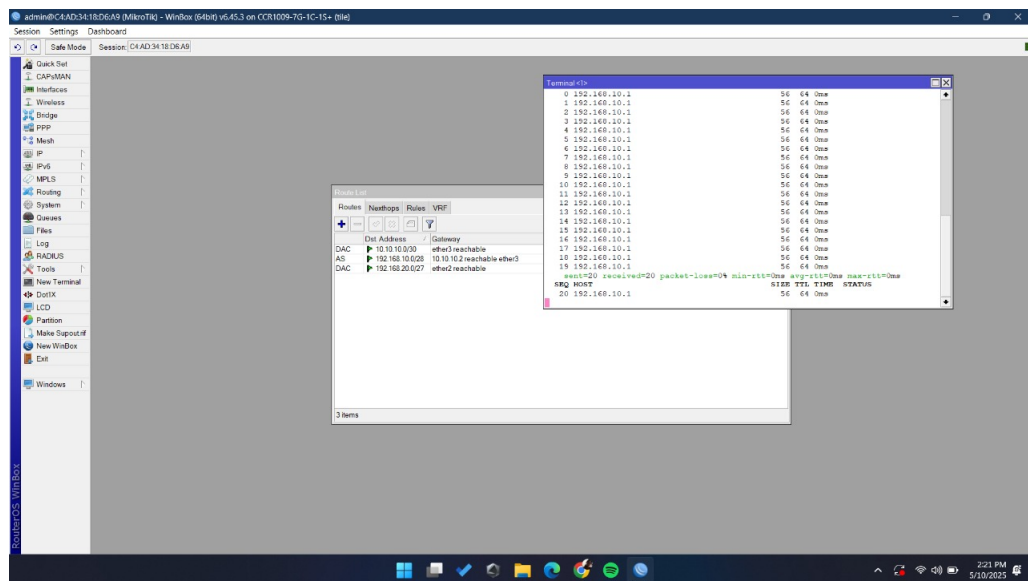 admin@C4:AD:34:18:D6:A9 (MikroTik) - WinBox (64bit) v6.45.3 on CCR1009-7G-1C-1S+ (tile)
Session Settings Dashboard
Safe Mode Session: C4:AD:34:18:D6:A9
Quick Set
CAPsMAN
Interfaces
Wireless
Bridge
PPP
Mesh
IP
IPv6
MPLS
Routing
System
Queues
Files
Log
RADIUS
Tools
New Terminal
Dot1X
LCD
Partition
Make Supout.rif
New WinBox
Exit
Windows
RouterOS WinBox
Route List
Routes Nexthops Rules VRF
Dst. Address / Gateway
DAC 10.10.10.0/30 ether3 reachable
AS 192.168.10.0/28 10.10.10.2 reachable ether3
DAC 192.168.20.0/27 ether2 reachable
3 items
Terminal <1>
0 192.168.10.1 56 64 0ms
1 192.168.10.1 56 64 0ms
2 192.168.10.1 56 64 0ms
3 192.168.10.1 56 64 0ms
4 192.168.10.1 56 64 0ms
5 192.168.10.1 56 64 0ms
6 192.168.10.1 56 64 0ms
7 192.168.10.1 56 64 0ms
8 192.168.10.1 56 64 0ms
9 192.168.10.1 56 64 0ms
10 192.168.10.1 56 64 0ms
11 192.168.10.1 56 64 0ms
12 192.168.10.1 56 64 0ms
13 192.168.10.1 56 64 0ms
14 192.168.10.1 56 64 0ms
15 192.168.10.1 56 64 0ms
16 192.168.10.1 56 64 0ms
17 192.168.10.1 56 64 0ms
18 192.168.10.1 56 64 0ms
19 192.168.10.1 56 64 0ms
sent=20 received=20 packet-loss=0% min-rtt=0ms avg-rtt=0ms max-rtt=0ms
SEQ HOST SIZE TTL TIME STATUS
20 192.168.10.1 56 64 0ms
2:21 PM
5/10/2025